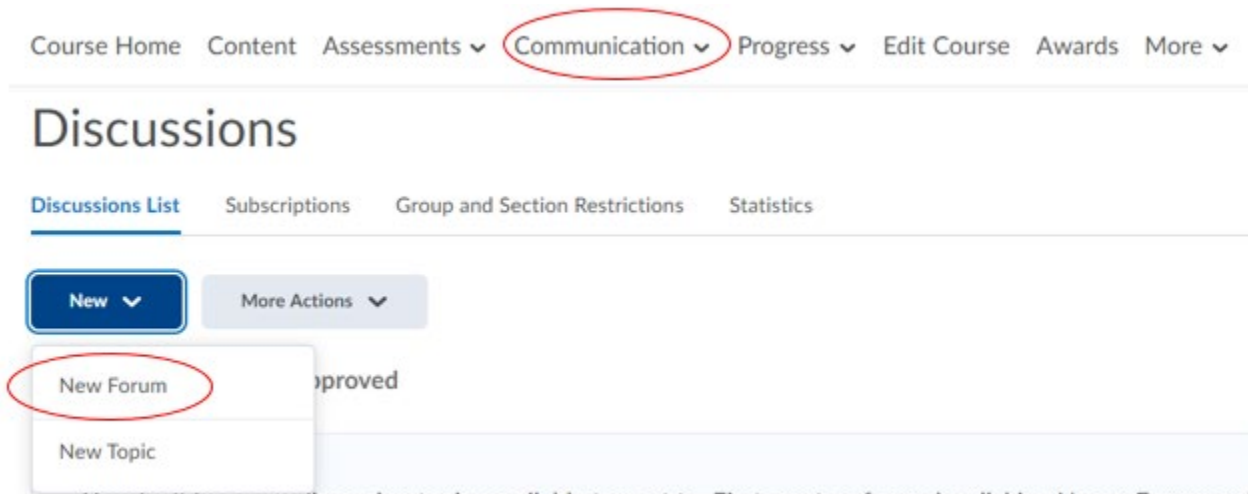 Course Home Content Assessments Communication Progress Edit Course Awards More
Discussions
Discussions List Subscriptions Group and Section Restrictions Statistics
New More Actions
New Forum
New Topic